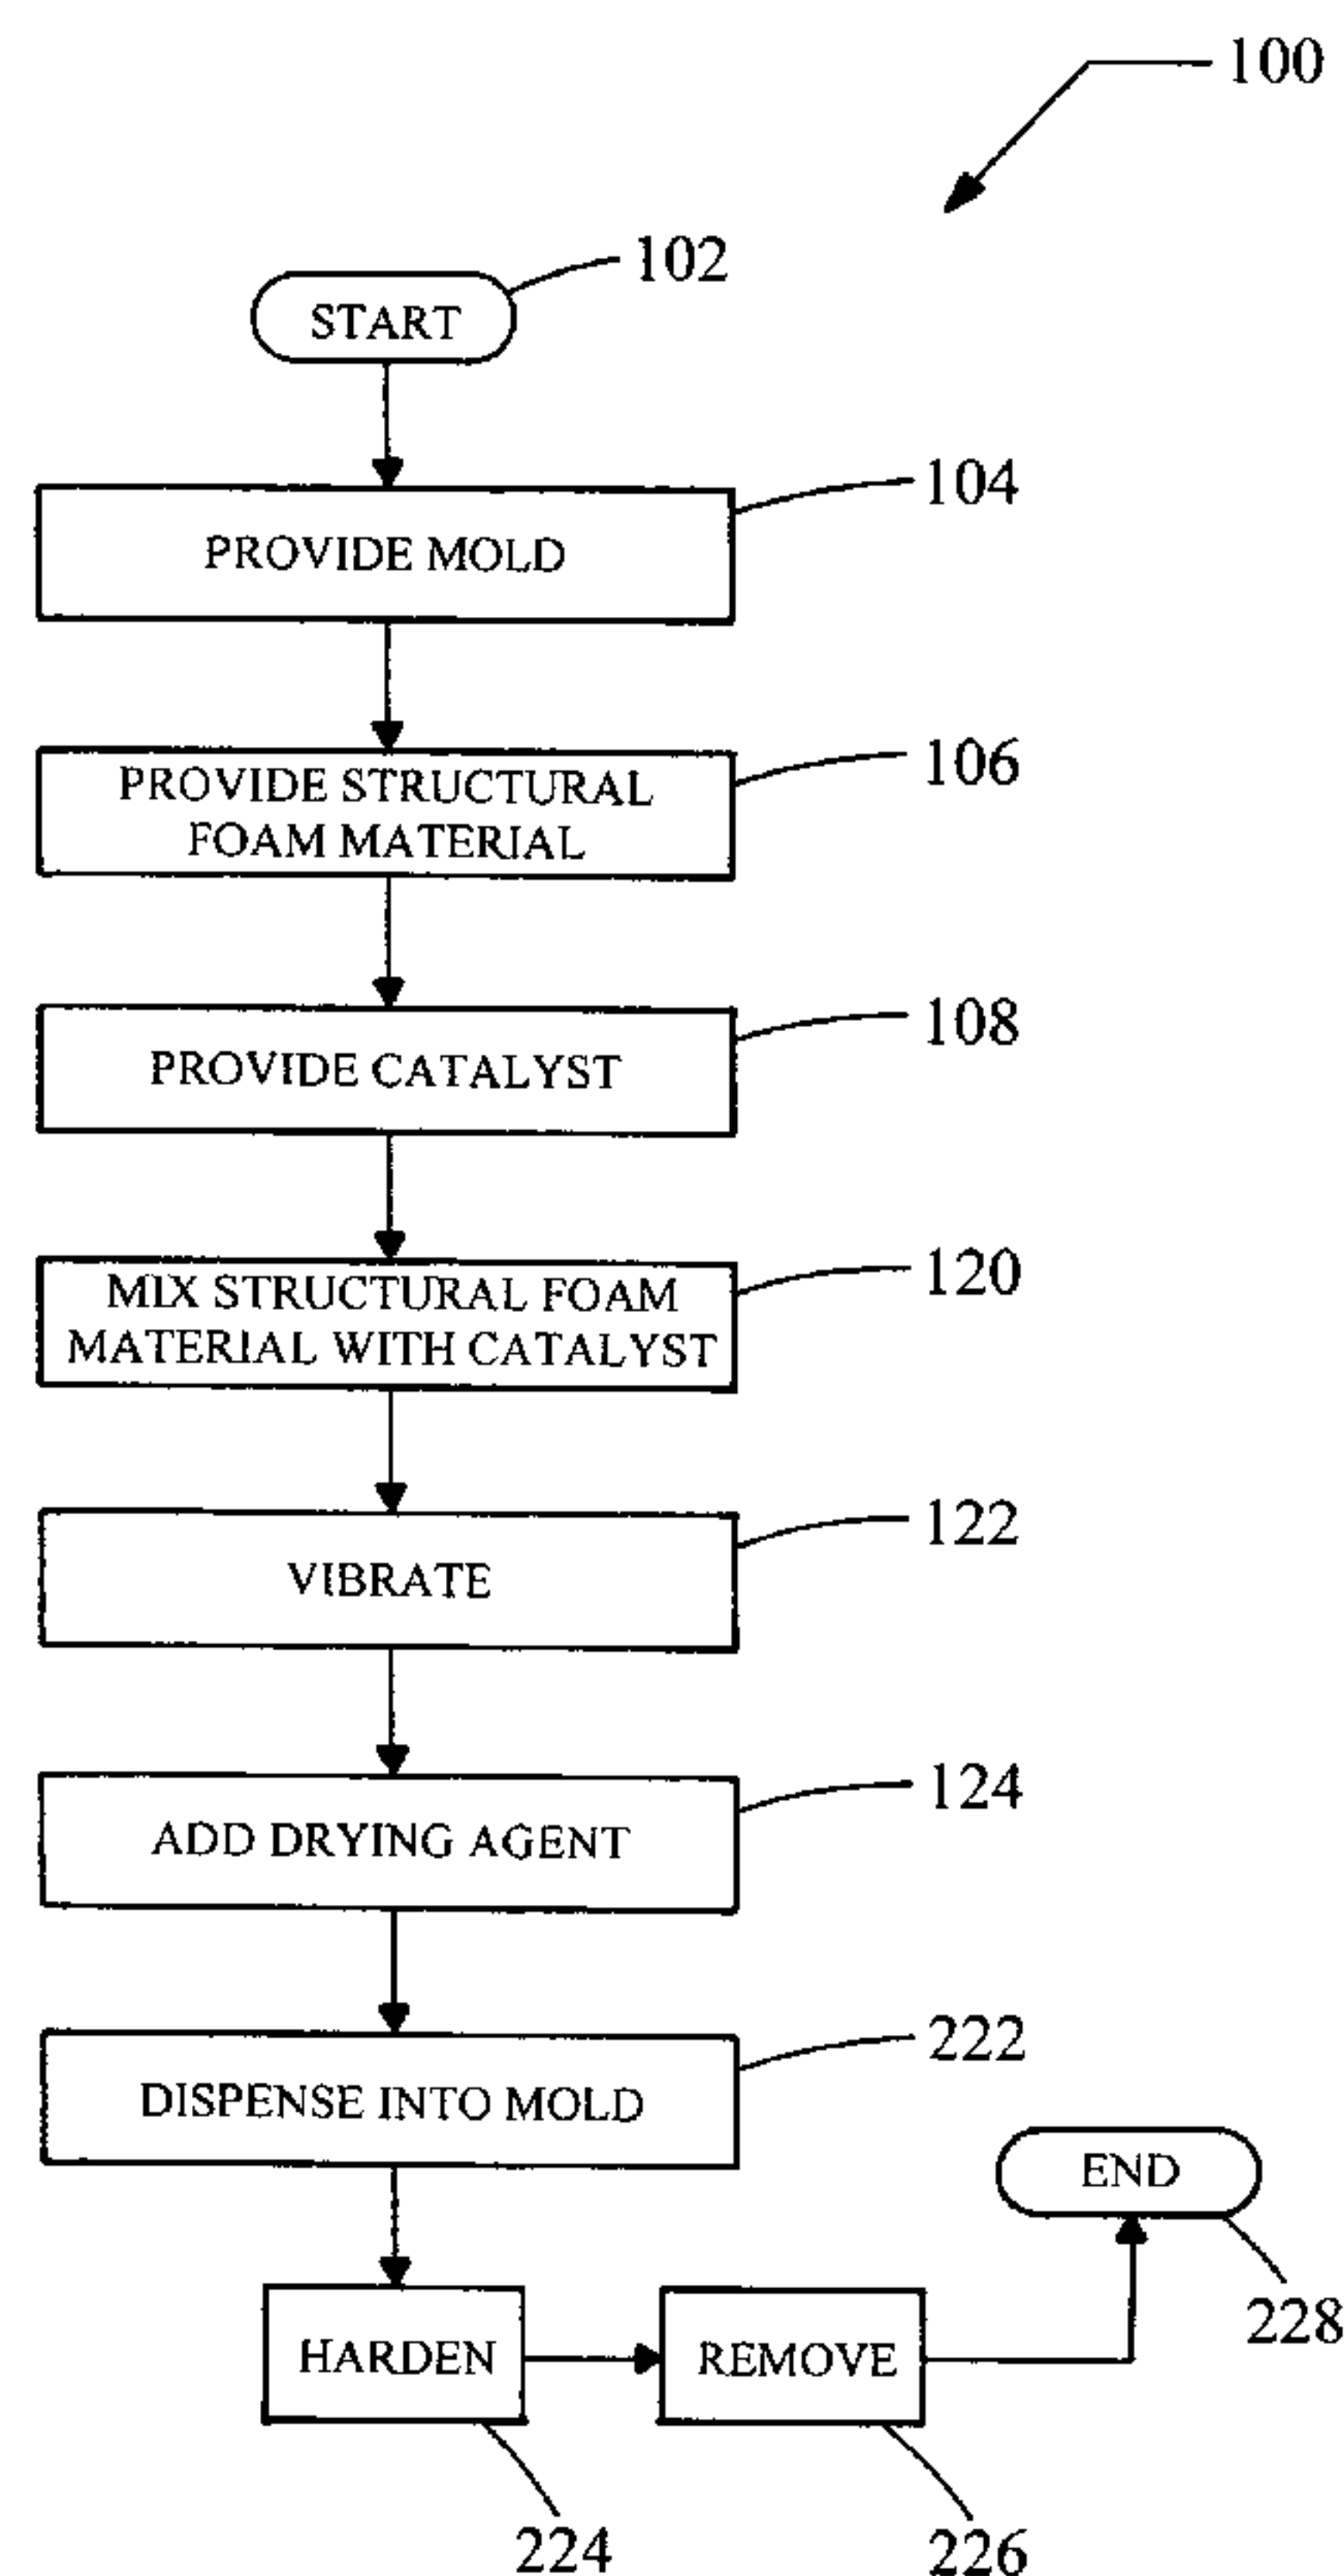 100
102
START
104
PROVIDE MOLD
106
PROVIDE STRUCTURAL
FOAM MATERIAL
108
PROVIDE CATALYST
120
MIX STRUCTURAL FOAM
MATERIAL WITH CATALYST
122
VIBRATE
124
ADD DRYING AGENT
222
DISPENSE INTO MOLD
END
228
HARDEN
REMOVE
224
226